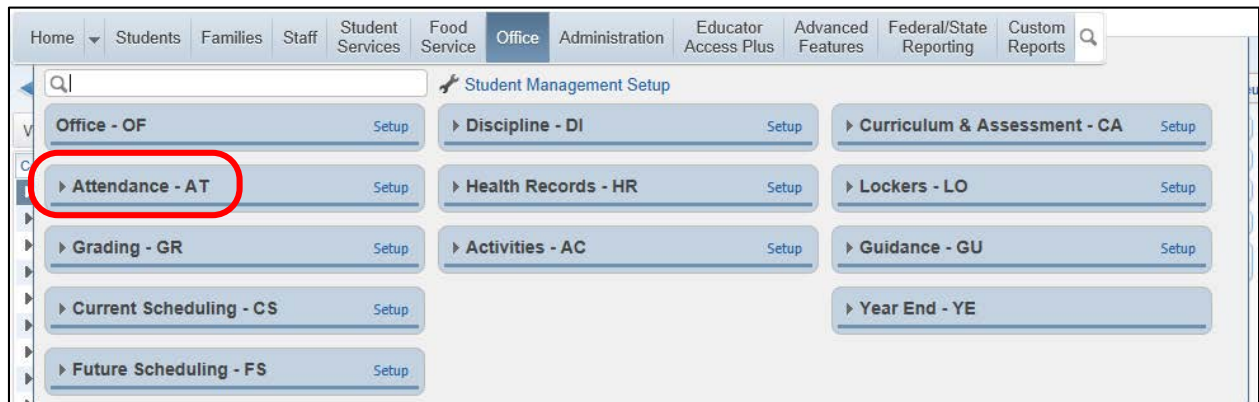 Home Students Families Staff Student Services Food Service Office Administration Educator Access Plus Advanced Features Federal/State Reporting Custom Reports
Student Management Setup
Office - OF Setup
Discipline - DI Setup
Curriculum & Assessment - CA Setup
Attendance - AT Setup
Health Records - HR Setup
Lockers - LO Setup
Grading - GR Setup
Activities - AC Setup
Guidance - GU Setup
Current Scheduling - CS Setup
Year End - YE
Future Scheduling - FS Setup